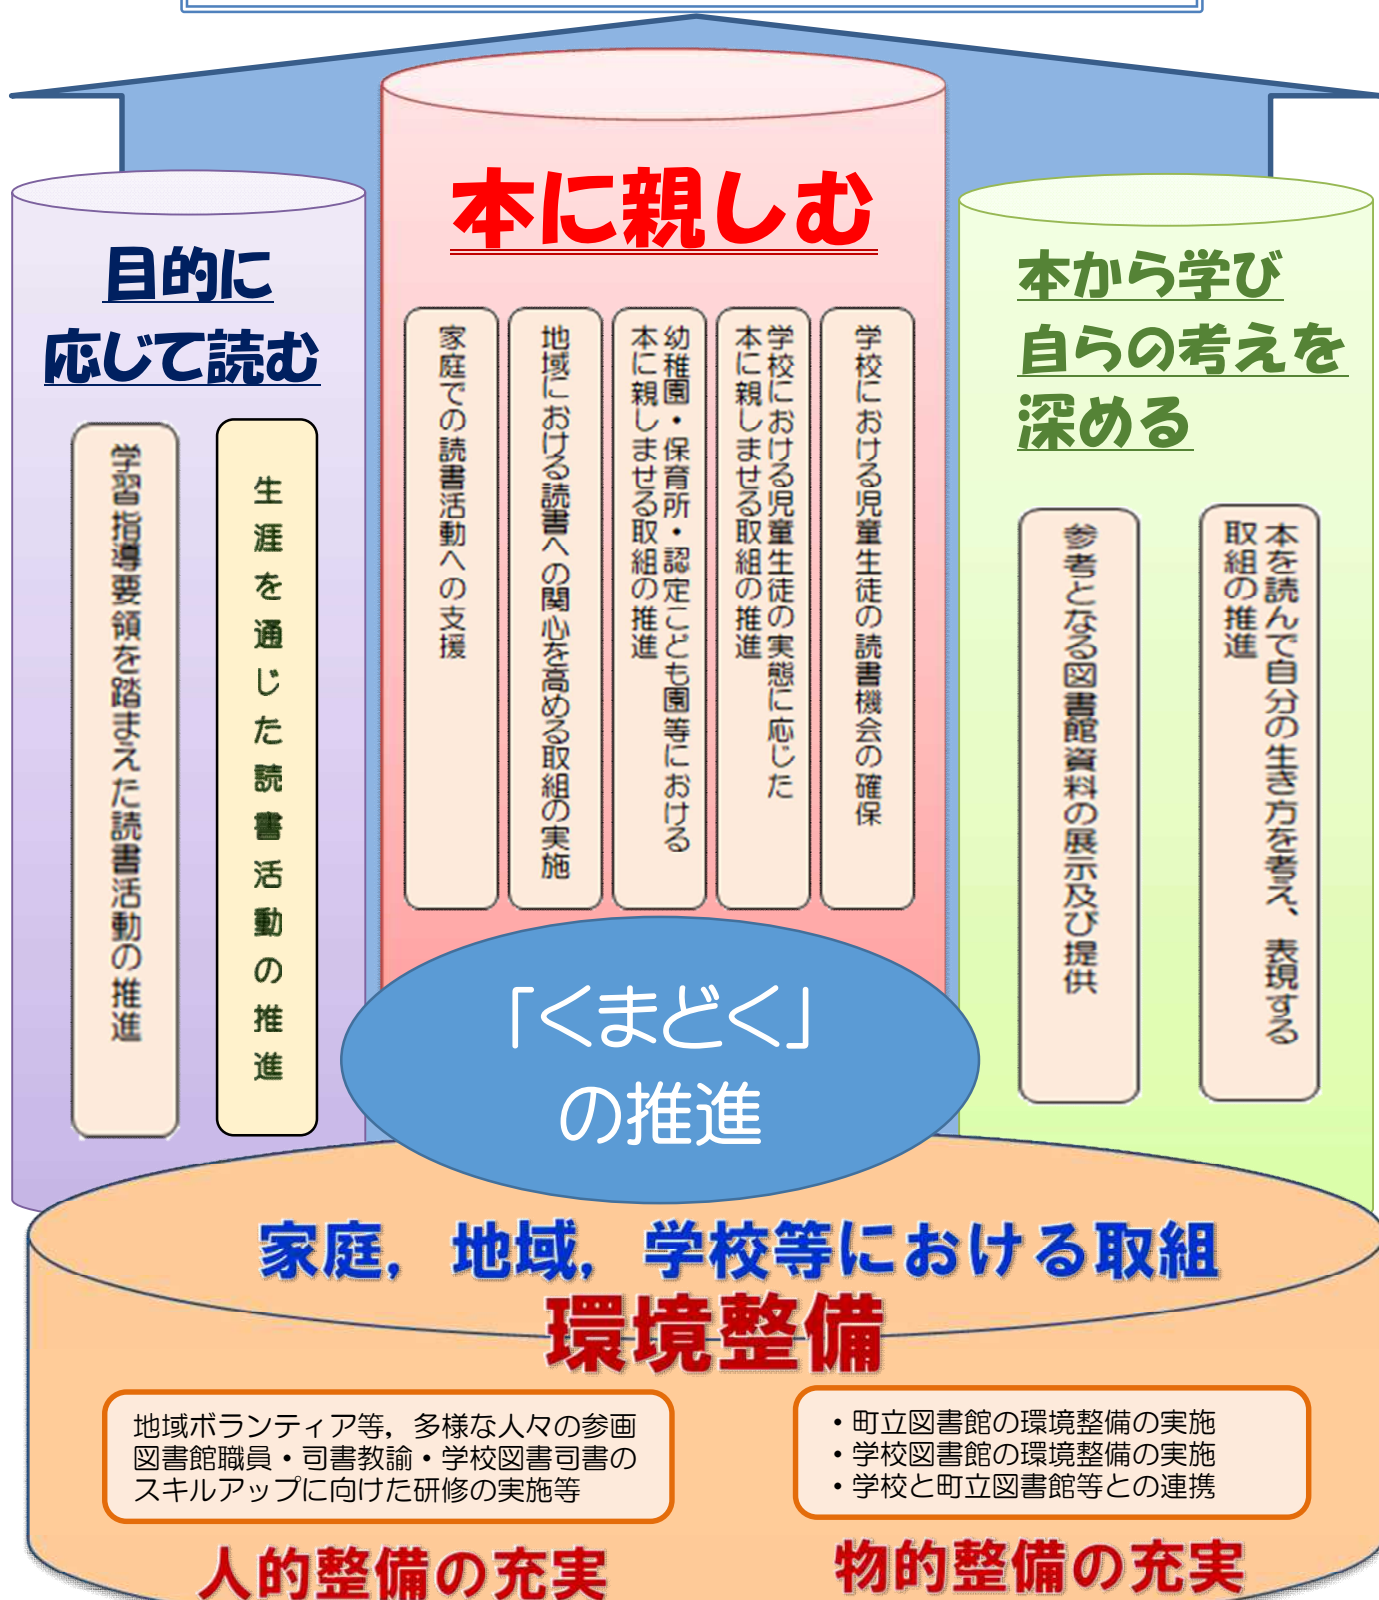 本に親しむ
目的に
応じて読む
本から学び
自らの考えを
深める
学習指導要領を踏まえた読書活動の推進
生涯を通じた読書活動の推進
家庭での読書活動への支援
地域における読書への関心を高める取組の実施
幼稚園・保育所・認定こども園等における
本に親しませる取組の推進
学校における児童生徒の実態に応じた
本に親しませる取組の推進
学校における児童生徒の読書機会の確保
参考となる図書館資料の展示及び提供
本を読んで自分の生き方を考え、表現する
取組の推進
「くまどく」
の推進
家庭，地域，学校等における取組
環境整備
地域ボランティア等，多様な人々の参画
図書館職員・司書教諭・学校図書司書の
スキルアップに向けた研修の実施等
・町立図書館の環境整備の実施
・学校図書館の環境整備の実施
・学校と町立図書館等との連携
人的整備の充実
物的整備の充実